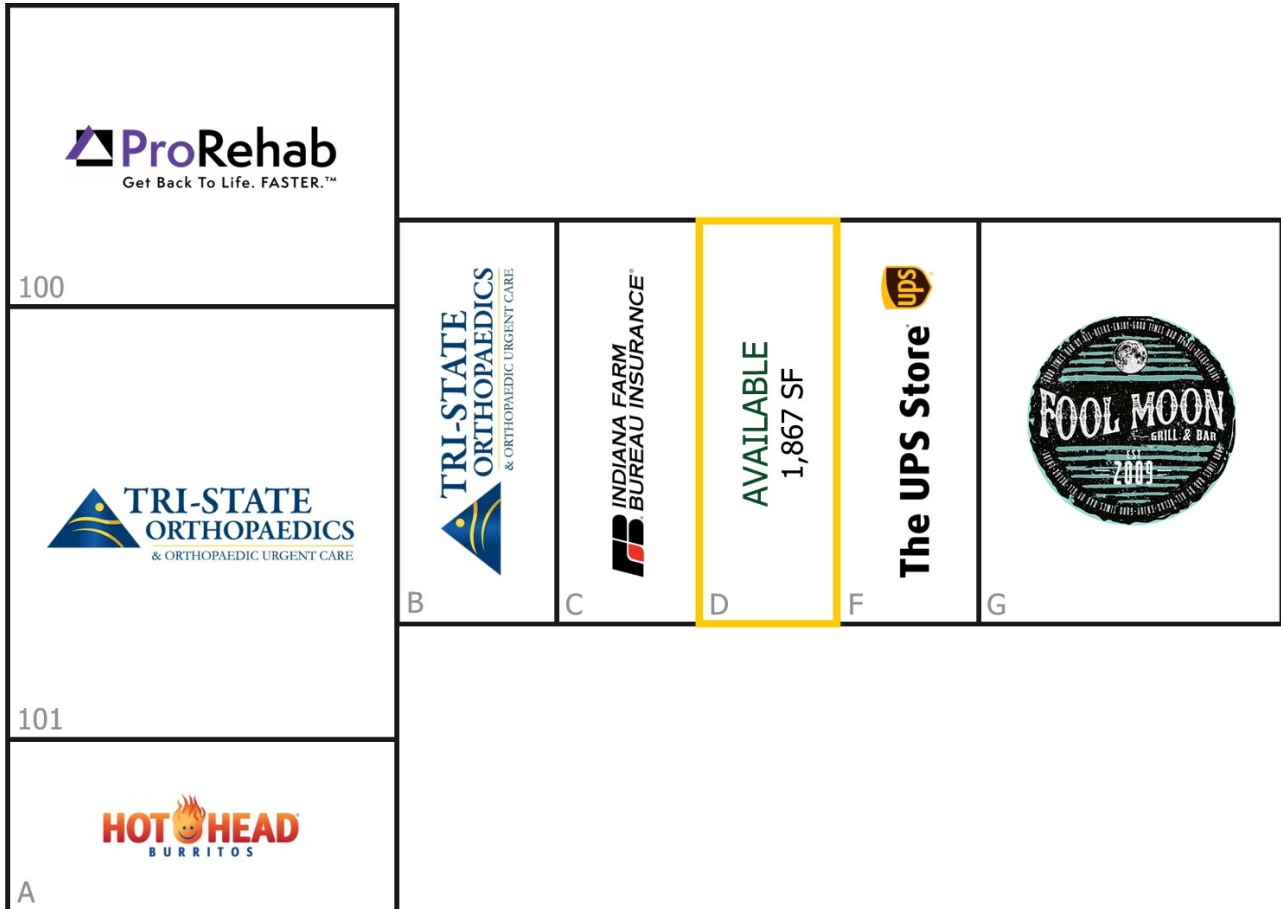 ProRehab
Get Back To Life. FASTER.™
100
TRI-STATE
ORTHOPAEDICS
& ORTHOPAEDIC URGENT CARE
101
HOT HEAD
BURRITOS
A
TRI-STATE
ORTHOPAEDICS
& ORTHOPAEDIC URGENT CARE
B
FB INDIANA FARM
BUREAU INSURANCE®
C
AVAILABLE
1,867 SF
D
ups
The UPS Store
F
FOOL MOON
GRILL & BAR
EST
2009
G